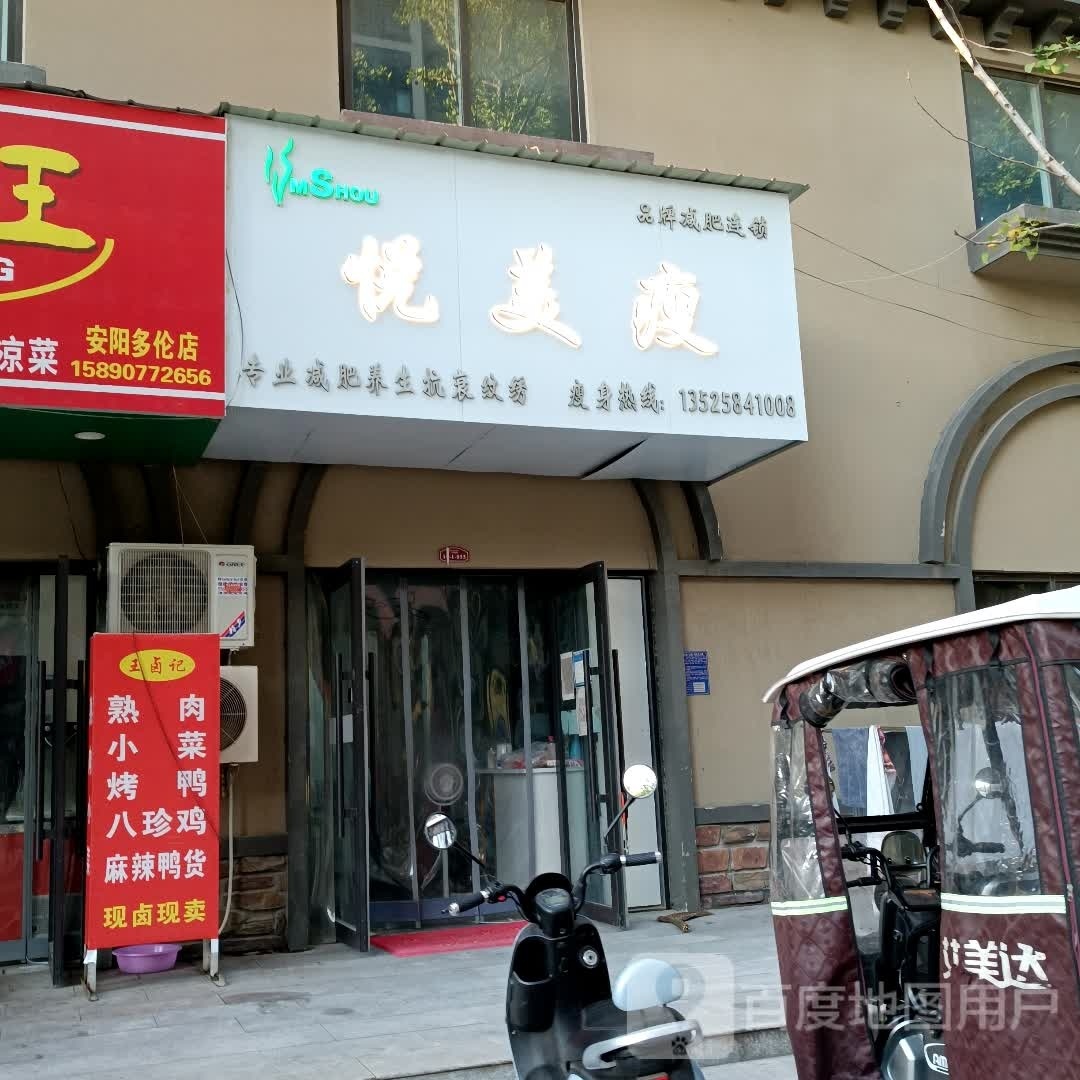 王
G
凉菜
安阳多伦店
15890772656
YMSHOU
品牌减肥连锁
悦美瘦
专业减肥养生抗衰纹绣 瘦身热线: 13525841008
王卤记
熟肉
小菜
烤鸭
八珍鸡
麻辣鸭货
现卤现卖
美达
百度地图用户